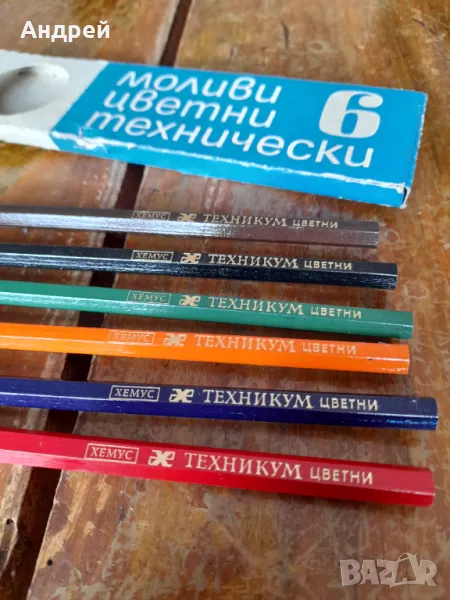 Андрей
моливи
цветни
технически
6
ХЕМУС ТЕХНИКУМ ЦВЕТНИ
ХЕМУС ТЕХНИКУМ ЦВЕТНИ
ХЕМУС ТЕХНИКУМ ЦВЕТНИ
ХЕМУС ТЕХНИКУМ ЦВЕТНИ
ХЕМУС ТЕХНИКУМ ЦВЕТНИ
ХЕМУС ТЕХНИКУМ ЦВЕТНИ
BAZAR